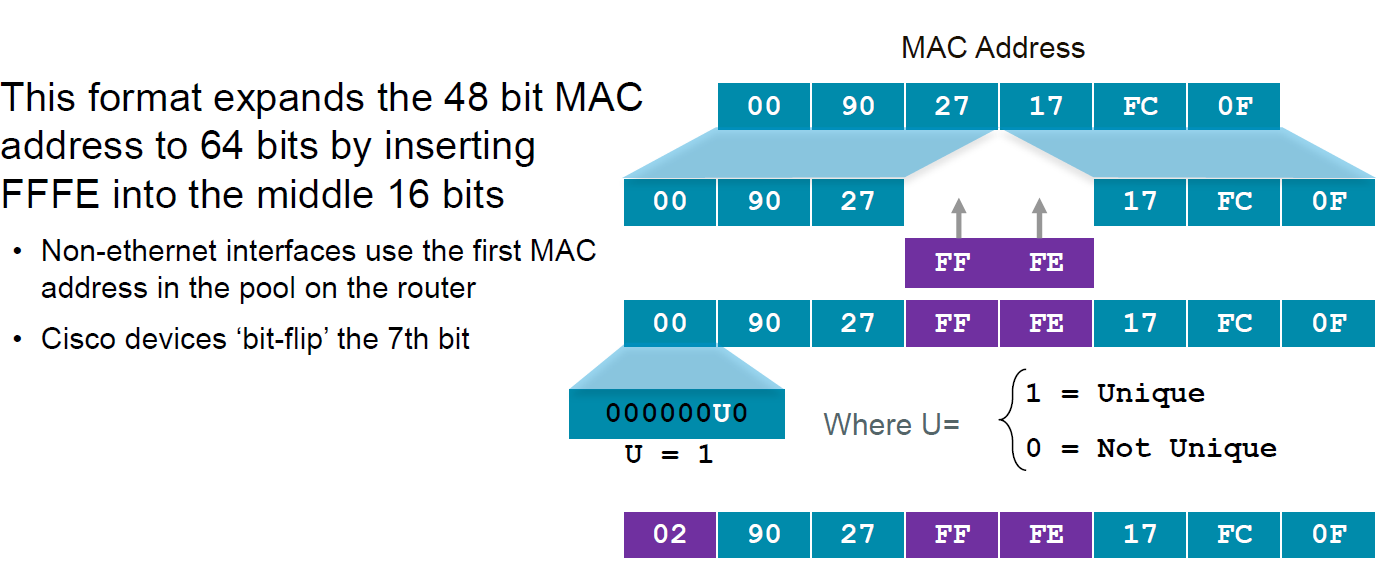 MAC Address
This format expands the 48 bit MAC
address to 64 bits by inserting
FFFE into the middle 16 bits
• Non-ethernet interfaces use the first MAC
address in the pool on the router
• Cisco devices ‘bit-flip’ the 7th bit
00 90 27 17 FC 0F
00 90 27 17 FC 0F
FF FE
00 90 27 FF FE 17 FC 0F
000000U0
U = 1
Where U=
1 = Unique
0 = Not Unique
02 90 27 FF FE 17 FC 0F